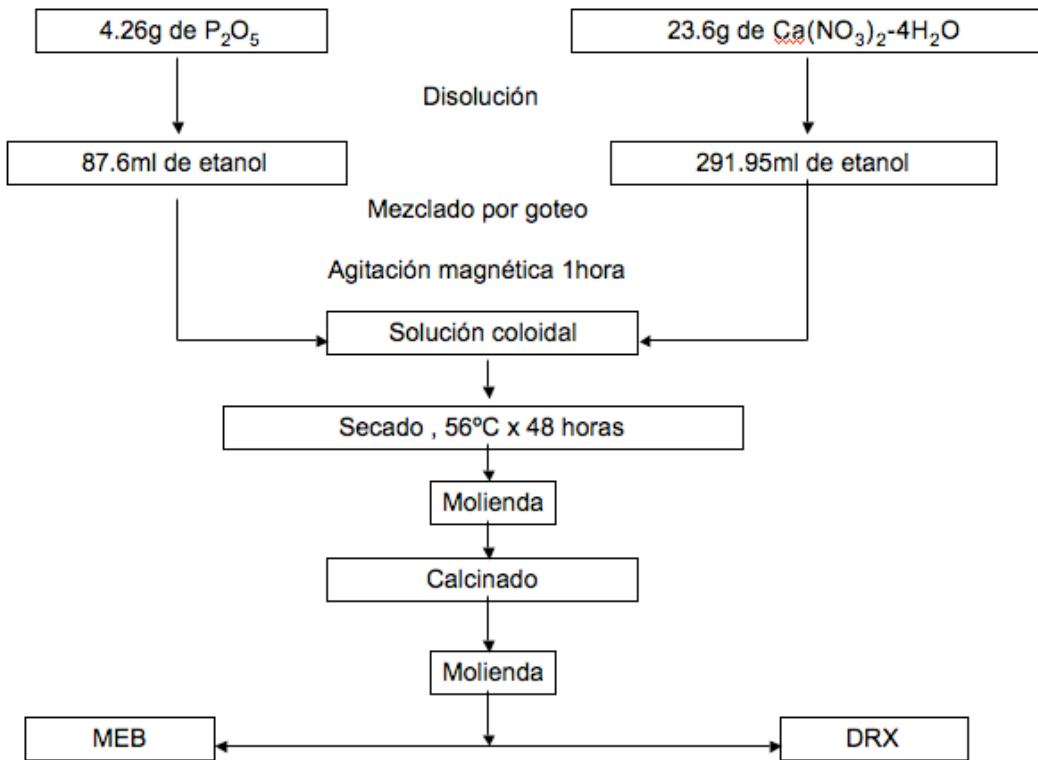 4.26g de P₂O₅
23.6g de Ca(NO₃)₂-4H₂O
Disolución
87.6ml de etanol
291.95ml de etanol
Mezclado por goteo
Agitación magnética 1hora
Solución coloidal
Secado , 56ºC x 48 horas
Molienda
Calcinado
Molienda
MEB
DRX